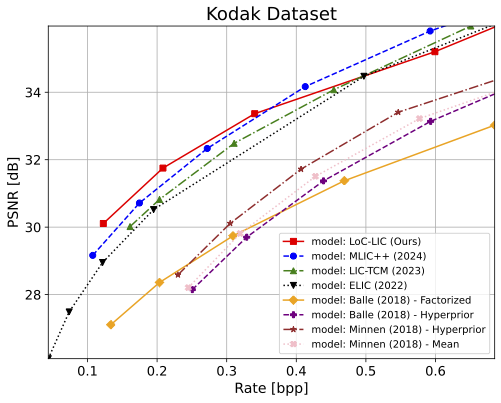 Kodak Dataset
PSNR [dB]
34
32
30
28
0.1 0.2 0.3 0.4 0.5 0.6
Rate [bpp]
model: LoC-LIC (Ours)
model: MLIC++ (2024)
model: LIC-TCM (2023)
model: ELIC (2022)
model: Balle (2018) - Factorized
model: Balle (2018) - Hyperprior
model: Minnen (2018) - Hyperprior
model: Minnen (2018) - Mean